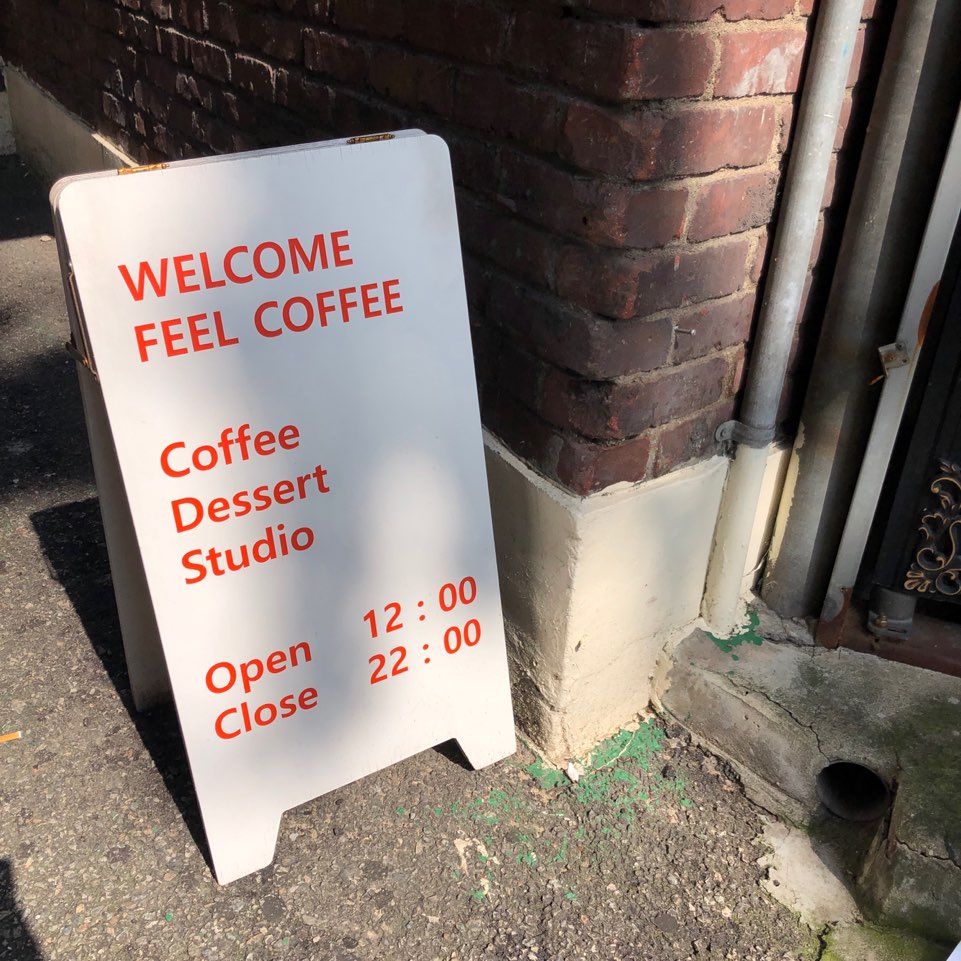 WELCOME
FEEL COFFEE
Coffee
Dessert
Studio
Open 12 : 00
Close 22 : 00